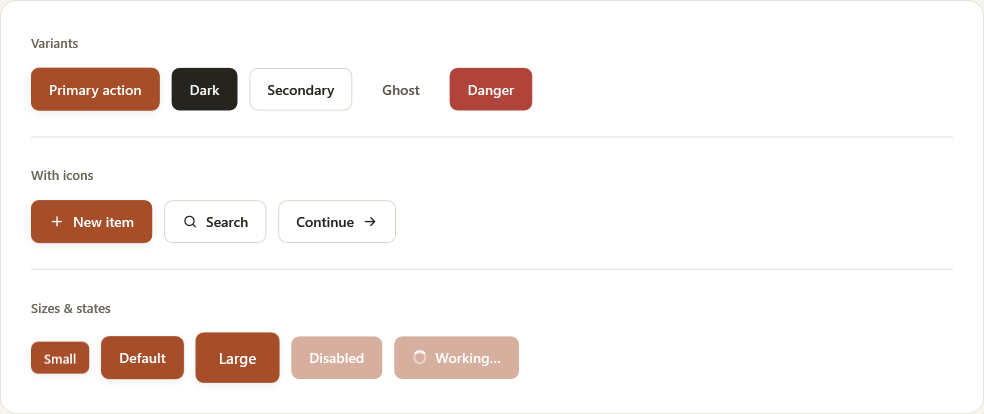 Variants
Primary action Dark Secondary Ghost Danger
With icons
New item Search Continue
Sizes & states
Small Default Large Disabled Working...